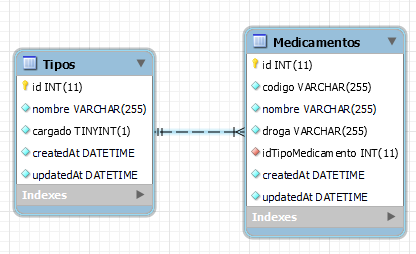 Tipos
id INT(11)
nombre VARCHAR(255)
cargado TINYINT(1)
createdAt DATETIME
updatedAt DATETIME
Indexes
Medicamentos
id INT(11)
codigo VARCHAR(255)
nombre VARCHAR(255)
droga VARCHAR(255)
idTipoMedicamento INT(11)
createdAt DATETIME
updatedAt DATETIME
Indexes